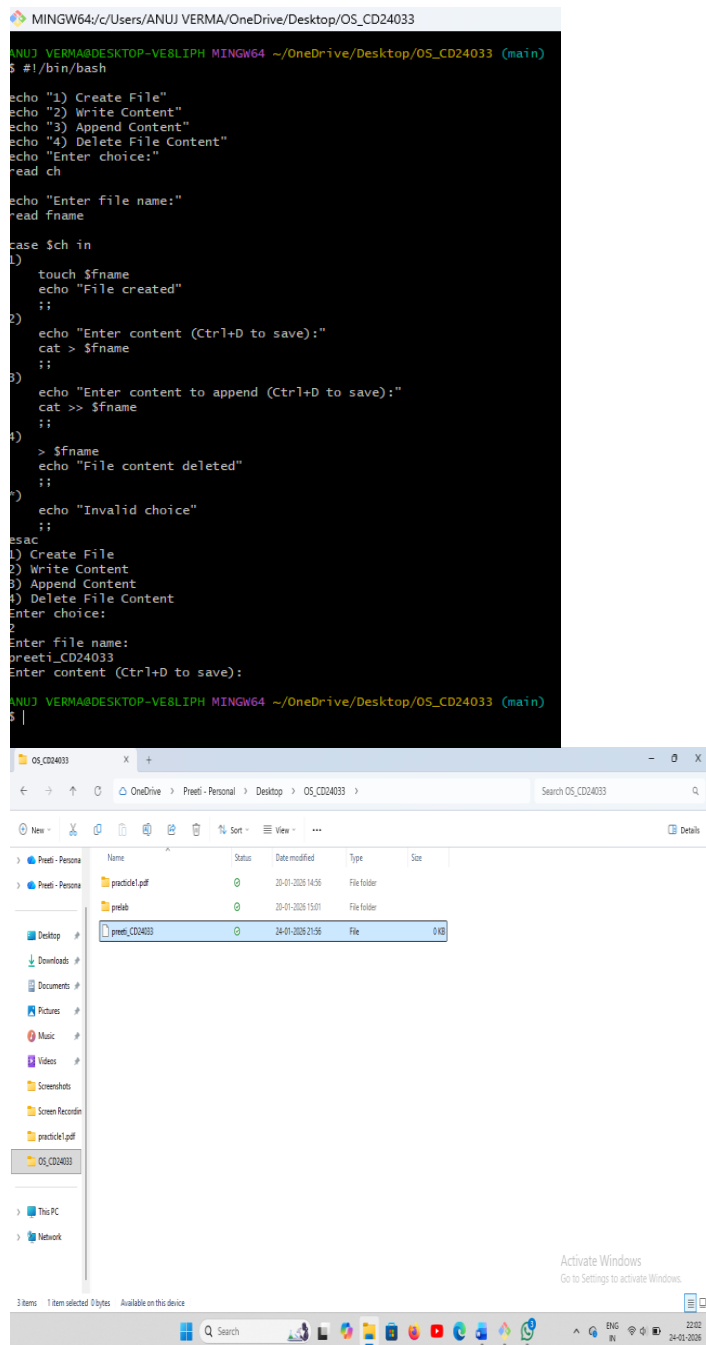 MINGW64:/c/Users/ANUJ VERMA/OneDrive/Desktop/OS_CD24033
ANUJ VERMA@DESKTOP-VE8LIPH MINGW64 ~/OneDrive/Desktop/OS_CD24033 (main)
$ #!/bin/bash
echo "1) Create File"
echo "2) Write Content"
echo "3) Append Content"
echo "4) Delete File Content"
echo "Enter choice:"
read ch
echo "Enter file name:"
read fname
case $ch in
1)
touch $fname
echo "File created"
;;
2)
echo "Enter content (Ctrl+D to save):"
cat > $fname
;;
3)
echo "Enter content to append (Ctrl+D to save):"
cat >> $fname
;;
4)
> $fname
echo "File content deleted"
;;
*)
echo "Invalid choice"
;;
esac
1) Create File
2) Write Content
3) Append Content
4) Delete File Content
Enter choice:
2
Enter file name:
preeti_CD24033
Enter content (Ctrl+D to save):
ANUJ VERMA@DESKTOP-VE8LIPH MINGW64 ~/OneDrive/Desktop/OS_CD24033 (main)
$
OS_CD24033
OneDrive > Preeti - Personal > Desktop > OS_CD24033 > Search OS_CD24033
New Sort View ... Details
Name Status Date modified Type Size
Preeti - Persona
Preeti - Persona
practicle1.pdf 20-01-2026 14:56 File folder
prelab 20-01-2026 15:01 File folder
preeti_CD24033 24-01-2026 21:56 File 0 KB
Desktop
Downloads
Documents
Pictures
Music
Videos
Screenshots
Screen Recordin
practicle1.pdf
OS_CD24033
This PC
Network
Activate Windows
Go to Settings to activate Windows.
3 items 1 item selected 0 bytes Available on this device
Search
ENG
IN
22:02
24-01-2026